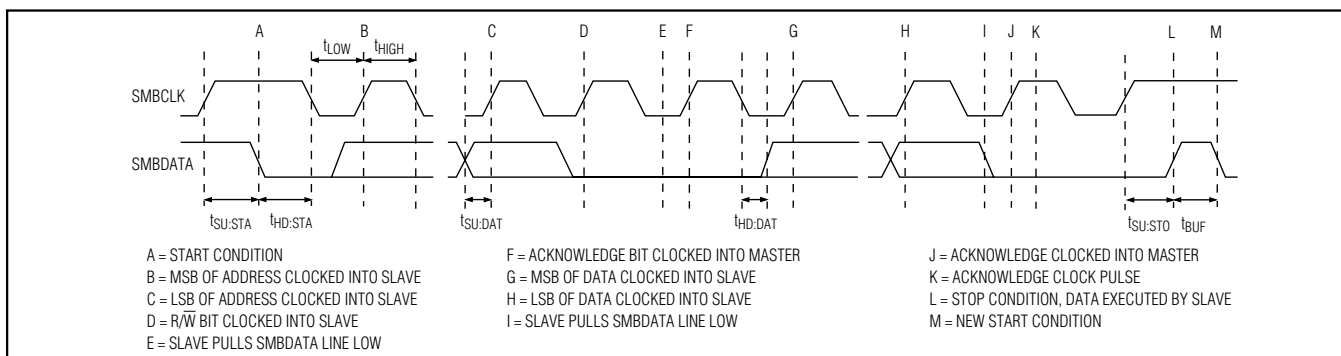 A B C D E F G H I J K L M
tLOW tHIGH
SMBCLK
SMBDATA
tSU:STA tHD:STA tSU:DAT tHD:DAT tSU:STO tBUF
A = START CONDITION
B = MSB OF ADDRESS CLOCKED INTO SLAVE
C = LSB OF ADDRESS CLOCKED INTO SLAVE
D = R/W̅ BIT CLOCKED INTO SLAVE
E = SLAVE PULLS SMBDATA LINE LOW
F = ACKNOWLEDGE BIT CLOCKED INTO MASTER
G = MSB OF DATA CLOCKED INTO SLAVE
H = LSB OF DATA CLOCKED INTO SLAVE
I = SLAVE PULLS SMBDATA LINE LOW
J = ACKNOWLEDGE CLOCKED INTO MASTER
K = ACKNOWLEDGE CLOCK PULSE
L = STOP CONDITION, DATA EXECUTED BY SLAVE
M = NEW START CONDITION